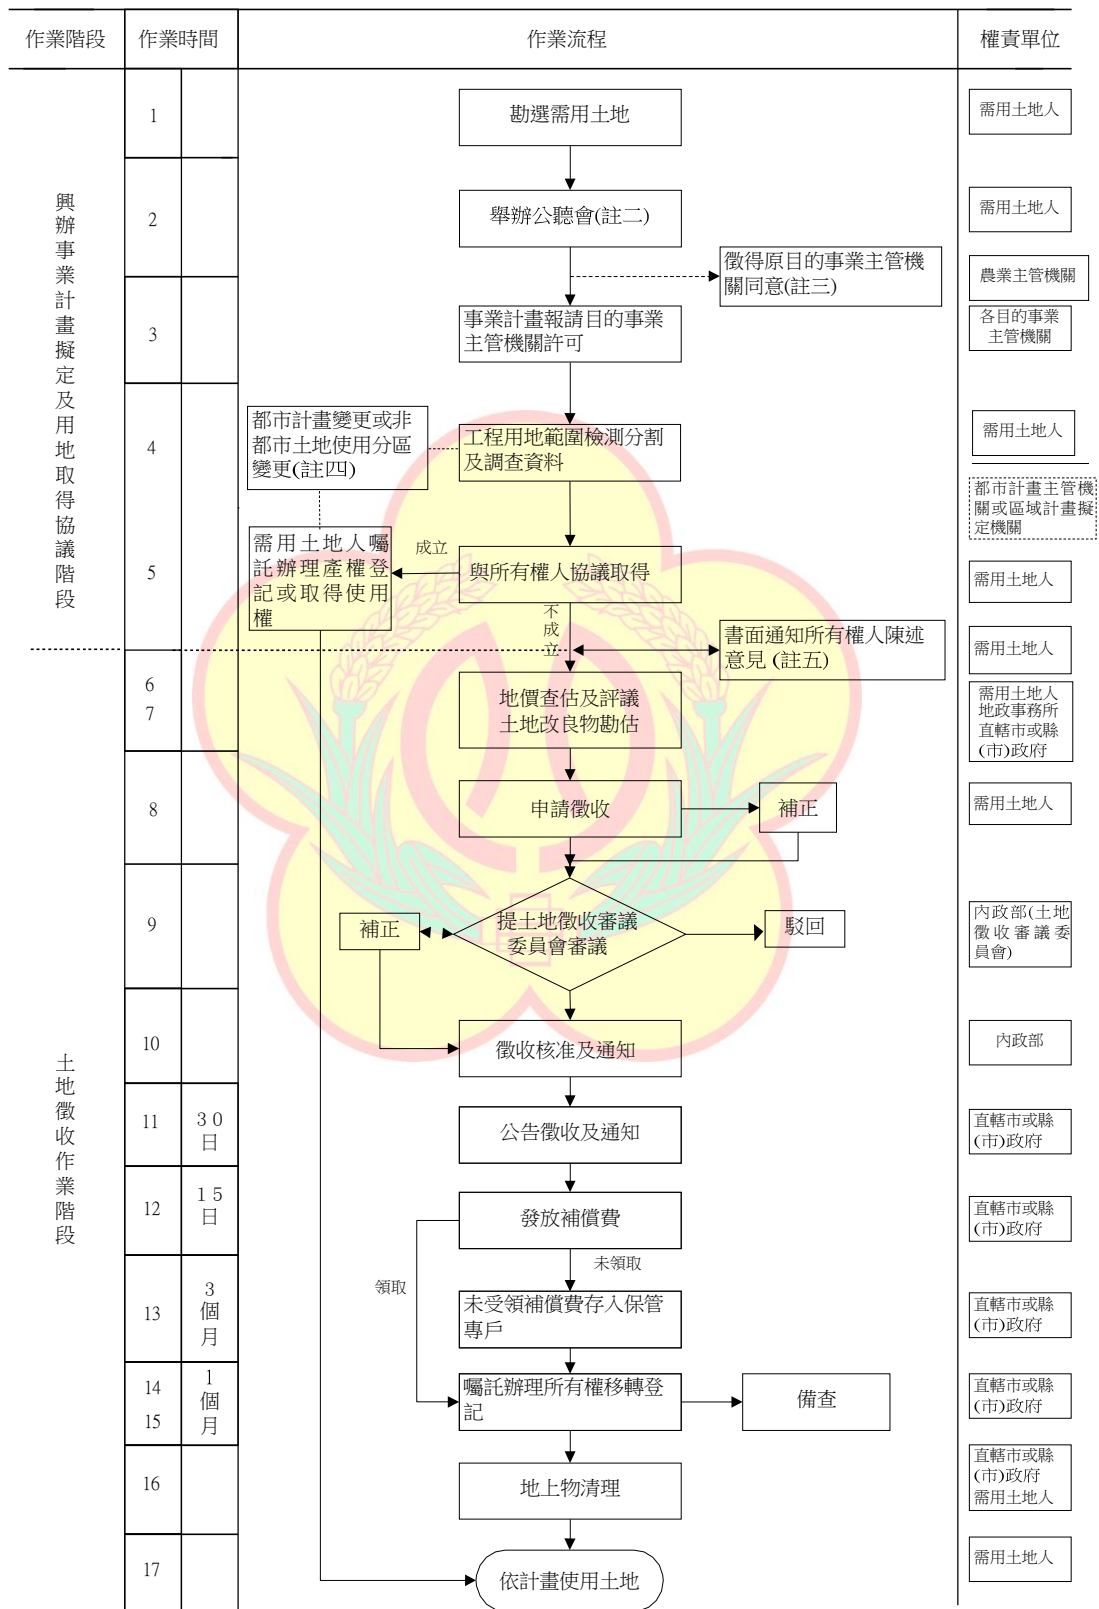 作業階段
作業時間
作業流程
權責單位
興辦事業計畫擬定及用地取得協議階段
1
勘選需用土地
需用土地人
2
舉辦公聽會(註二)
需用土地人
徵得原目的事業主管機
關同意(註三)
農業主管機關
3
事業計畫報請目的事業
主管機關許可
各目的事業
主管機關
4
都市計畫變更或非
都市土地使用分區
變更(註四)
工程用地範圍檢測分割
及調查資料
需用土地人
都市計畫主管機
關或區域計畫擬
定機關
5
需用土地人囑
託辦理產權登
記或取得使用
權
成立
與所有權人協議取得
需用土地人
不成立
書面通知所有權人陳述
意見 (註五)
需用土地人
土地徵收作業階段
6
7
地價查估及評議
土地改良物勘估
需用土地人
地政事務所
直轄市或縣
(市)政府
8
申請徵收
補正
需用土地人
9
補正
提土地徵收審議
委員會審議
駁回
內政部(土地
徵收審議委
員會)
10
徵收核准及通知
內政部
11
30
日
公告徵收及通知
直轄市或縣
(市)政府
12
15
日
發放補償費
直轄市或縣
(市)政府
領取
未領取
13
3
個
月
未受領補償費存入保管
專戶
直轄市或縣
(市)政府
14
15
1
個
月
囑託辦理所有權移轉登
記
備查
直轄市或縣
(市)政府
16
地上物清理
直轄市或縣
(市)政府
需用土地人
17
依計畫使用土地
需用土地人